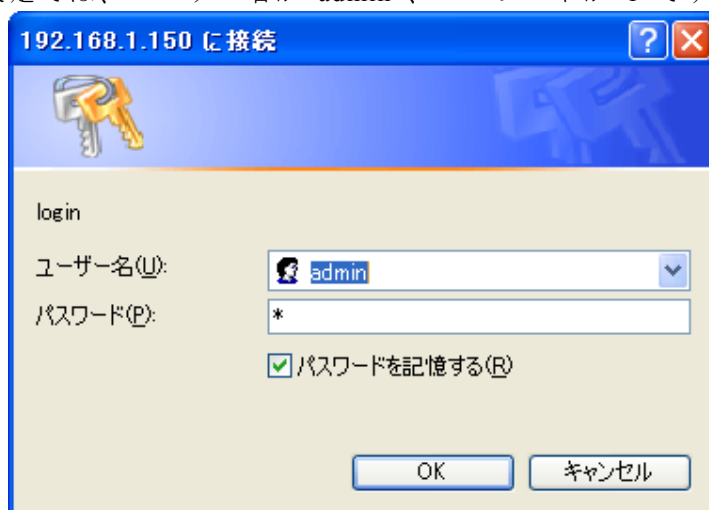 admin
192.168.1.150 に接続
login
ユーザー名(U):
admin
パスワード(P):
*
パスワードを記憶する(R)
OK
キャンセル